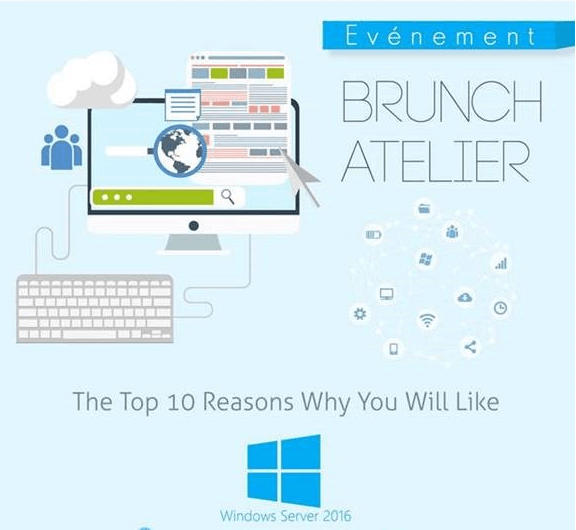 Evénement
BRUNCH
ATELIER
The Top 10 Reasons Why You Will Like
Windows Server 2016